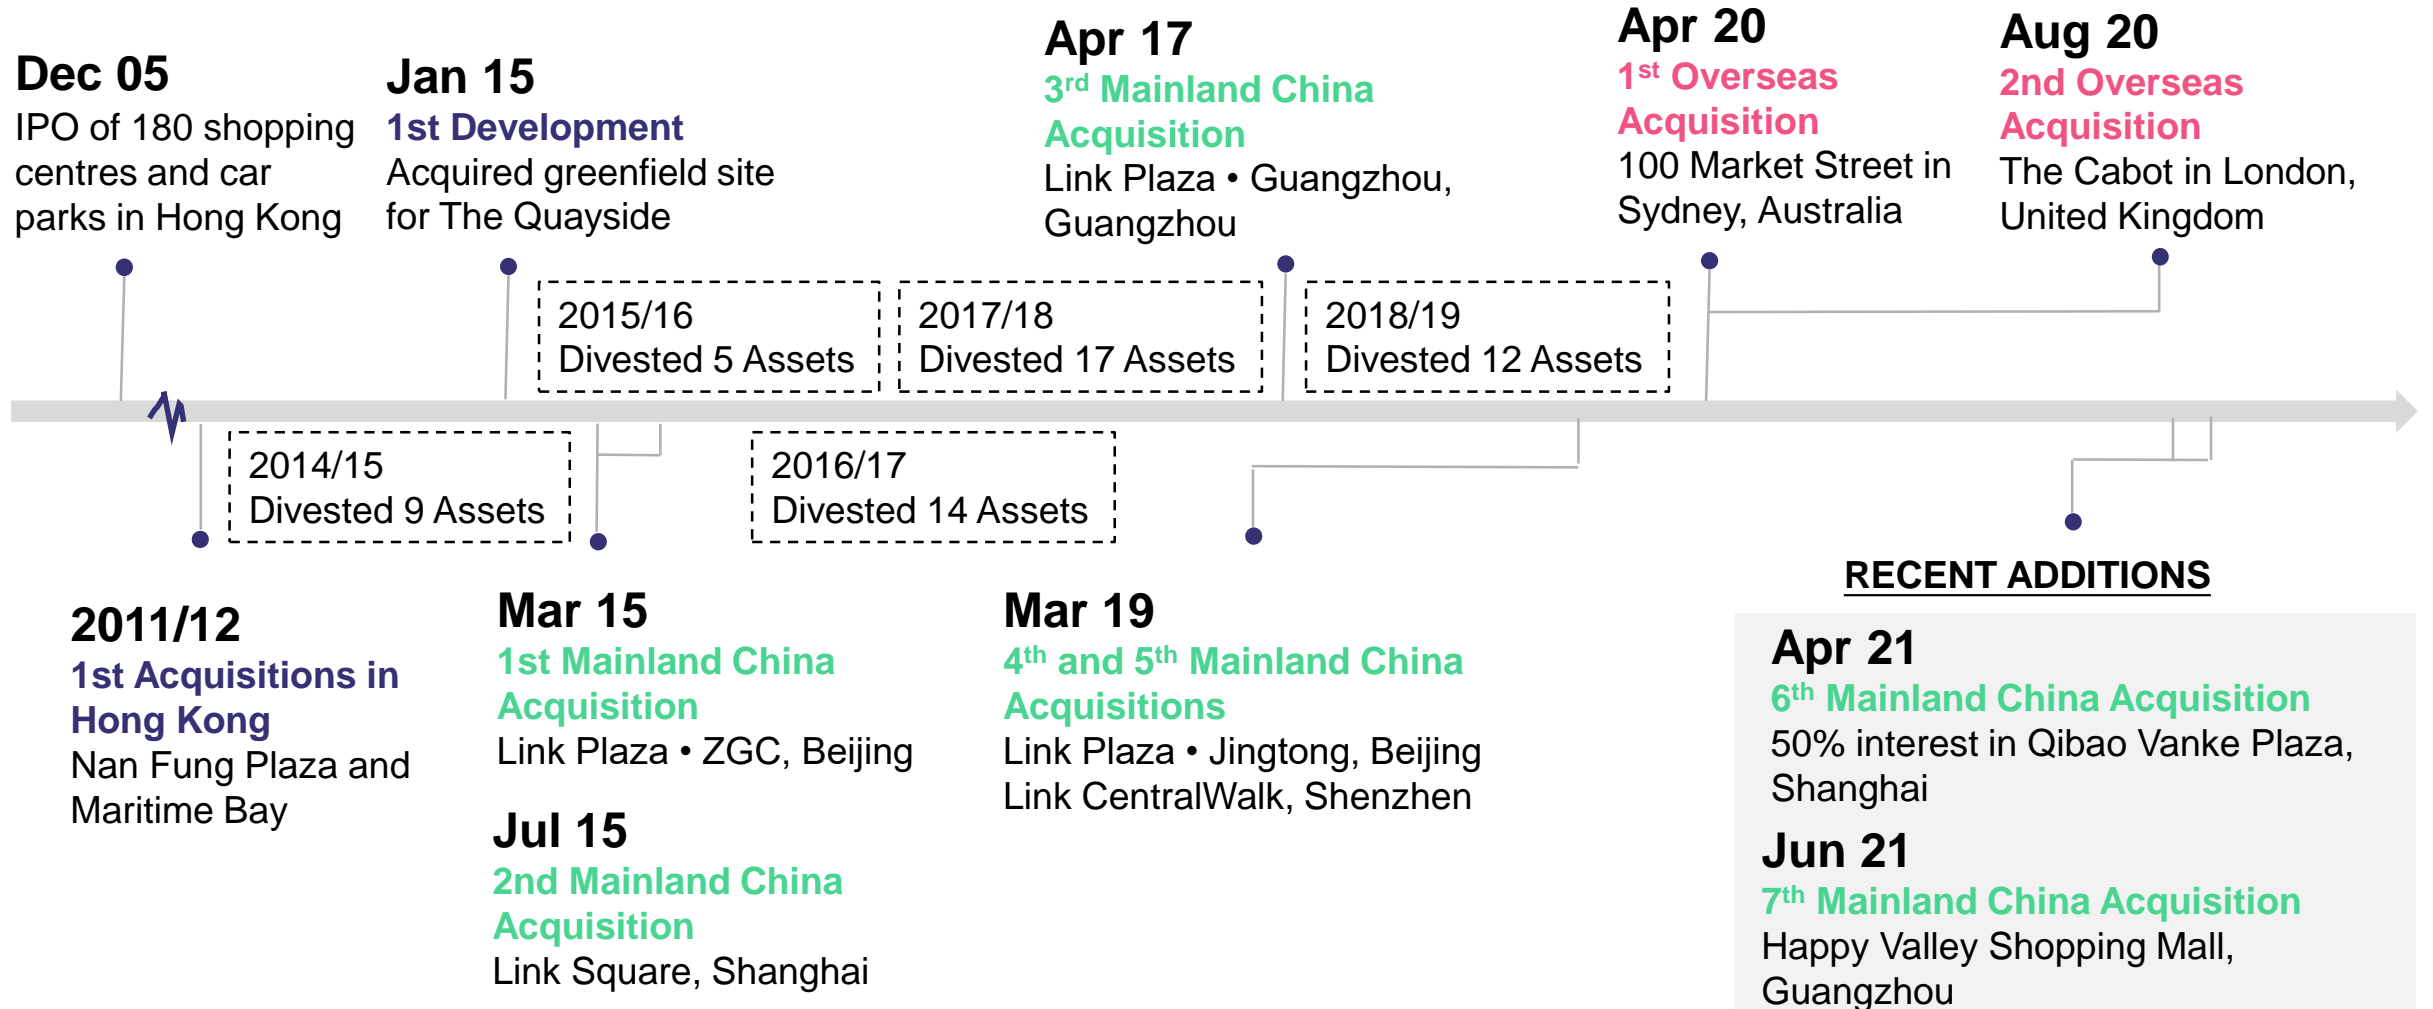 Dec 05
IPO of 180 shopping
centres and car
parks in Hong Kong
Jan 15
1st Development
Acquired greenfield site
for The Quayside
Apr 17
3rd Mainland China
Acquisition
Link Plaza • Guangzhou,
Guangzhou
Apr 20
1st Overseas
Acquisition
100 Market Street in
Sydney, Australia
Aug 20
2nd Overseas
Acquisition
The Cabot in London,
United Kingdom
2015/16
Divested 5 Assets
2017/18
Divested 17 Assets
2018/19
Divested 12 Assets
2014/15
Divested 9 Assets
2016/17
Divested 14 Assets
2011/12
1st Acquisitions in
Hong Kong
Nan Fung Plaza and
Maritime Bay
Mar 15
1st Mainland China
Acquisition
Link Plaza • ZGC, Beijing
Jul 15
2nd Mainland China
Acquisition
Link Square, Shanghai
Mar 19
4th and 5th Mainland China
Acquisitions
Link Plaza • Jingtong, Beijing
Link CentralWalk, Shenzhen
RECENT ADDITIONS
Apr 21
6th Mainland China Acquisition
50% interest in Qibao Vanke Plaza,
Shanghai
Jun 21
7th Mainland China Acquisition
Happy Valley Shopping Mall,
Guangzhou